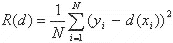 R(d) = 1/N ∑_{i=1}^{N} (y_i − d(x_i))²